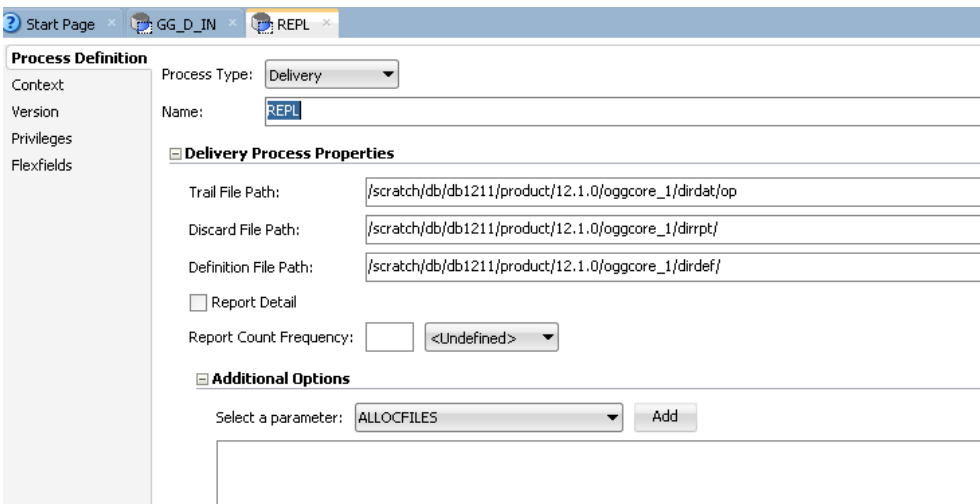 Start Page × GG_D_IN × REPL ×
Process Definition
Context
Version
Privileges
Flexfields
Process Type: Delivery
Name: REPL
Delivery Process Properties
Trail File Path: /scratch/db/db1211/product/12.1.0/oggcore_1/dirdat/op
Discard File Path: /scratch/db/db1211/product/12.1.0/oggcore_1/dirrpt/
Definition File Path: /scratch/db/db1211/product/12.1.0/oggcore_1/dirdef/
Report Detail
Report Count Frequency: <Undefined>
Additional Options
Select a parameter: ALLOCFILES Add